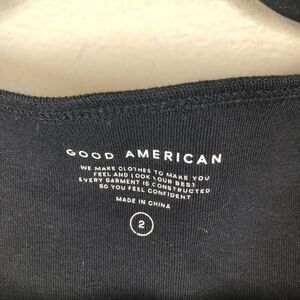 GOOD AMERICAN
WE MAKE CLOTHES TO MAKE YOU
FEEL AND LOOK YOUR BEST
EVERY GARMENT IS CONSTRUCTED
SO YOU FEEL CONFIDENT
MADE IN CHINA
2